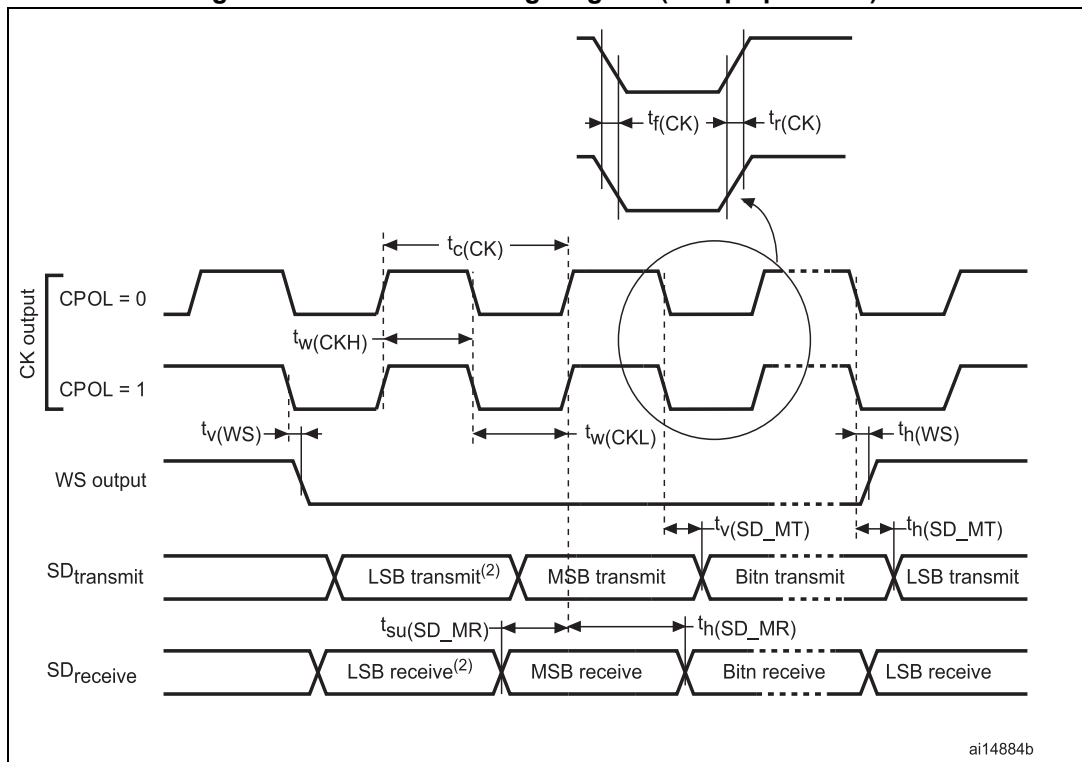 tf(CK)
tr(CK)
tc(CK)
CK output
CPOL = 0
tw(CKH)
CPOL = 1
tv(WS)
tw(CKL)
th(WS)
WS output
tv(SD_MT)
th(SD_MT)
SDtransmit
LSB transmit(2)
MSB transmit
Bitn transmit
LSB transmit
tsu(SD_MR)
th(SD_MR)
SDreceive
LSB receive(2)
MSB receive
Bitn receive
LSB receive
ai14884b